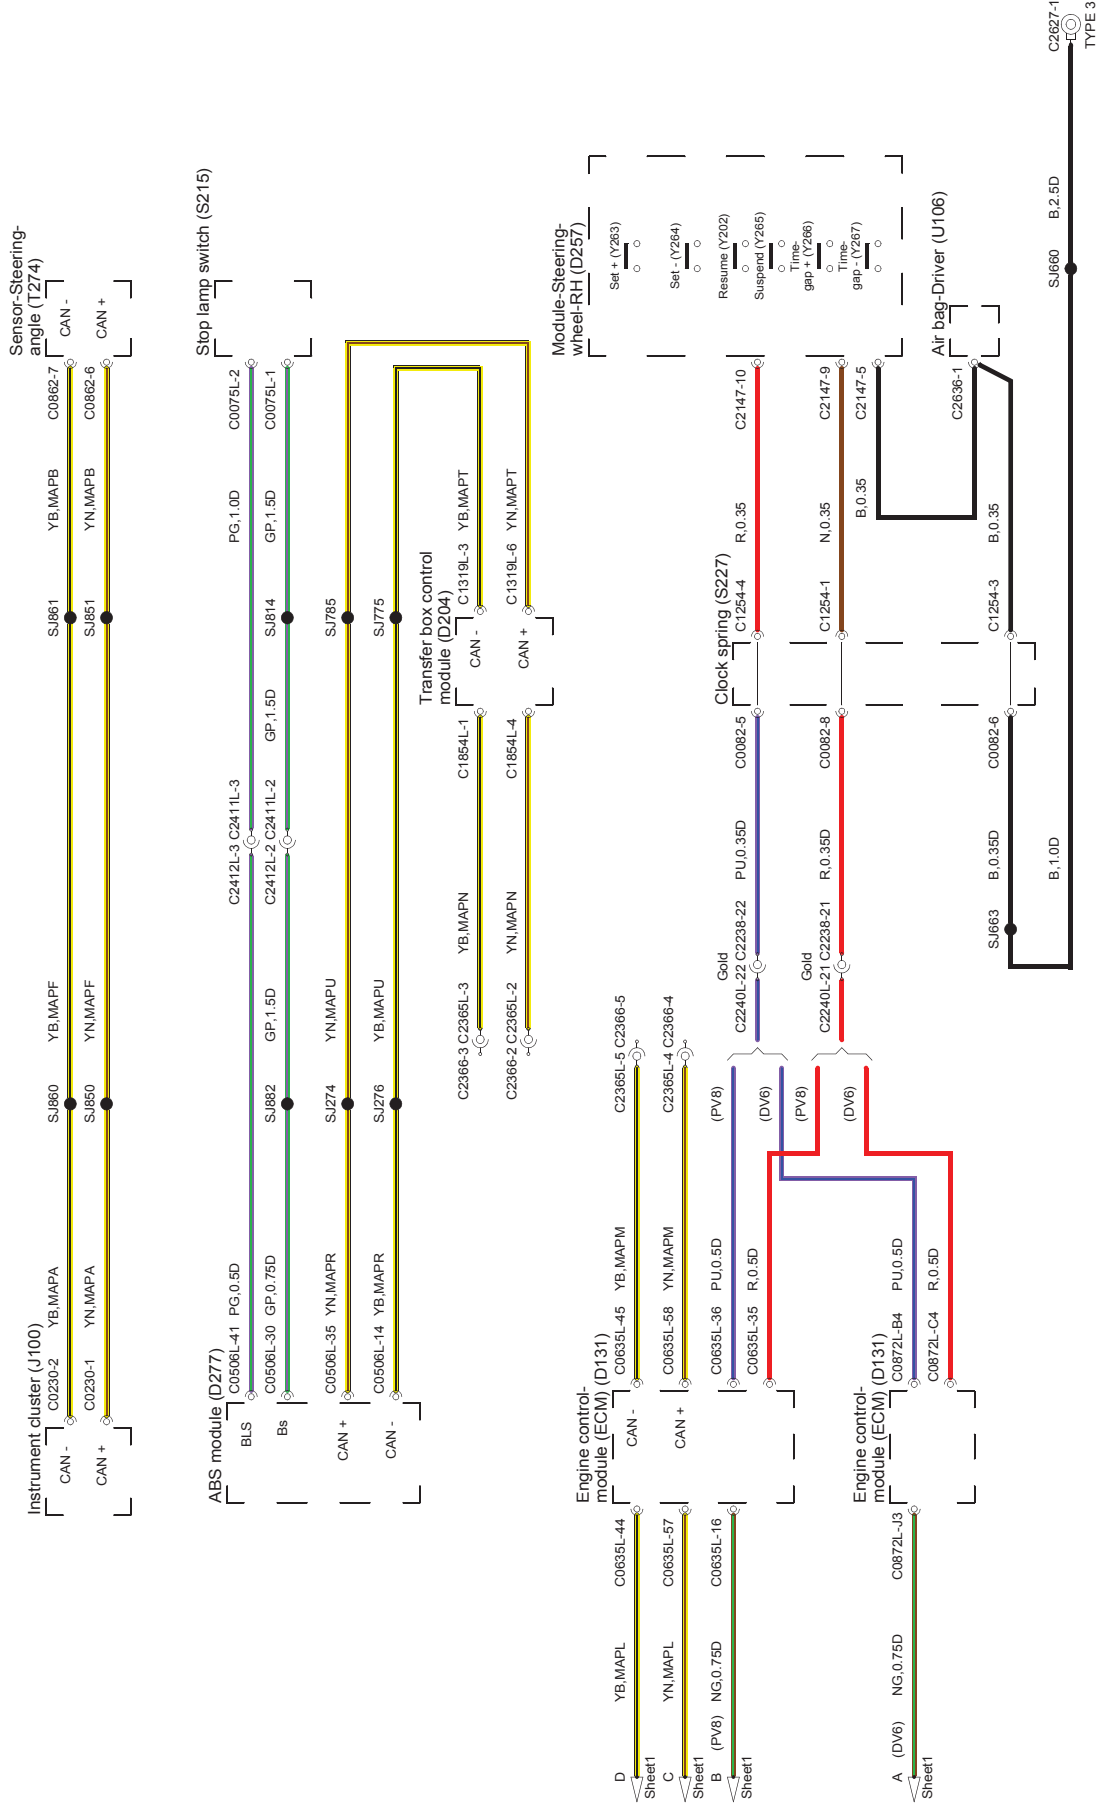 Instrument cluster (J100)
CAN -
CAN +
C0230-2
YB,MAPA
C0230-1
YN,MAPA
SJ860
YB,MAPF
SJ850
YN,MAPF
SJ861
YB,MAPB
SJ851
YN,MAPB
C0862-7
C0862-6
Sensor-Steering-
angle (T274)
CAN -
CAN +
ABS module (D277)
BLS
Bs
CAN +
CAN -
C0506L-41
PG,0.5D
C0506L-30
GP,0.75D
C0506L-35
YN,MAPR
C0506L-14
YB,MAPR
SJ882
GP,1.5D
SJ274
YN,MAPU
SJ276
YB,MAPU
C2412L-3
C2411L-3
C2412L-2
C2411L-2
GP,1.5D
SJ814
SJ785
SJ775
PG,1.0D
GP,1.5D
C0075L-2
C0075L-1
Stop lamp switch (S215)
C2366-3
C2365L-3
C2366-2
C2365L-2
YB,MAPN
YN,MAPN
C1854L-1
C1854L-4
Transfer box control
module (D204)
CAN -
CAN +
C1319L-3
YB,MAPT
C1319L-6
YN,MAPT
D
Sheet1
YB,MAPL
C0635L-44
C
Sheet1
YN,MAPL
C0635L-57
B
Sheet1
(PV8)
NG,0.75D
C0635L-16
A
Sheet1
(DV6)
NG,0.75D
C0872L-J3
Engine control-
module (ECM) (D131)
CAN -
CAN +
C0635L-45
YB,MAPM
C0635L-58
YN,MAPM
C0635L-36
PU,0.5D
C0635L-35
R,0.5D
Engine control-
module (ECM) (D131)
C0872L-B4
PU,0.5D
C0872L-C4
R,0.5D
C2365L-5
C2366-5
C2365L-4
C2366-4
(PV8)
(DV6)
(PV8)
(DV6)
Gold
C2240L-22
C2238-22
Gold
C2240L-21
C2238-21
PU,0.35D
R,0.35D
C0082-5
C0082-8
C0082-6
SJ663
B,0.35D
B,1.0D
Clock spring (S227)
C1254-4
C1254-1
C1254-3
R,0.35
N,0.35
B,0.35
B,0.35
C2147-10
C2147-9
C2147-5
C2636-1
Module-Steering-
wheel-RH (D257)
Set + (Y263)
Set - (Y264)
Resume (Y202)
Suspend (Y265)
Time-
gap + (Y266)
Time-
gap - (Y267)
Air bag-Driver (U106)
SJ660
B,2.5D
C2627-1
TYPE 3